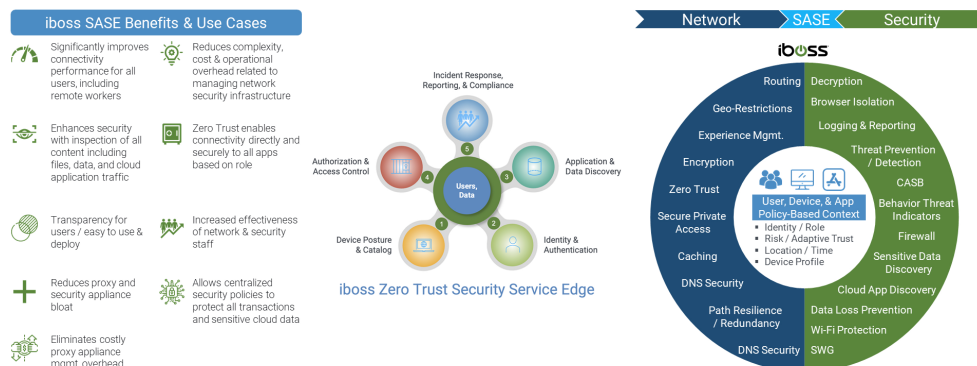 iboss SASE Benefits & Use Cases
Significantly improves
connectivity
performance for all
users, including
remote workers
Reduces complexity,
cost & operational
overhead related to
managing network
security infrastructure
Enhances security
with inspection of all
content including
files, data, and cloud
application traffic
Zero Trust enables
connectivity directly and
securely to all apps
based on role
Transparency for
users / easy to use &
deploy
Increased effectiveness
of network & security
staff
Reduces proxy and
security appliance
bloat
Allows centralized
security policies to
protect all transactions
and sensitive cloud data
Eliminates costly
proxy appliance
mgmt. overhead
Incident Response,
Reporting, & Compliance
5
Authorization &
Access Control
4
Users,
Data
3
Application &
Data Discovery
Device Posture
& Catalog
1
2
Identity &
Authentication
iboss Zero Trust Security Service Edge
Network
SASE
Security
iboss
Routing
Geo-Restrictions
Experience Mgmt.
Encryption
Zero Trust
Secure Private
Access
Caching
DNS Security
Path Resilience
/ Redundancy
DNS Security
User, Device, & App
Policy-Based Context
▪ Identity / Role
▪ Risk / Adaptive Trust
▪ Location / Time
▪ Device Profile
Decryption
Browser Isolation
Logging & Reporting
Threat Prevention
/ Detection
CASB
Behavior Threat
Indicators
Firewall
Sensitive Data
Discovery
Cloud App Discovery
Data Loss Prevention
Wi-Fi Protection
SWG